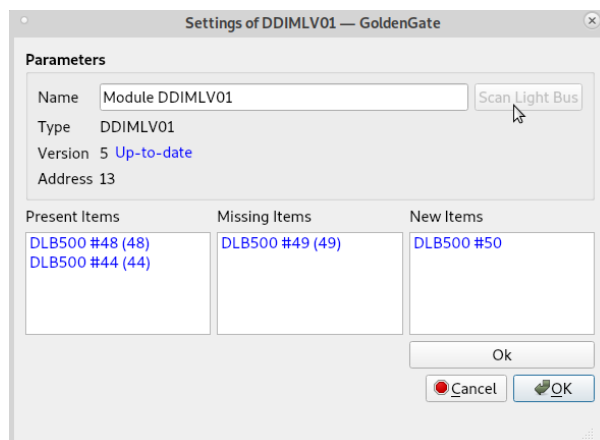 Settings of DDIMLV01 — GoldenGate
Parameters
Name Module DDIMLV01 Scan Light Bus
Type DDIMLV01
Version 5 Up-to-date
Address 13
Present Items Missing Items New Items
DLB500 #48 (48) DLB500 #49 (49) DLB500 #50
DLB500 #44 (44)
Ok
Cancel OK